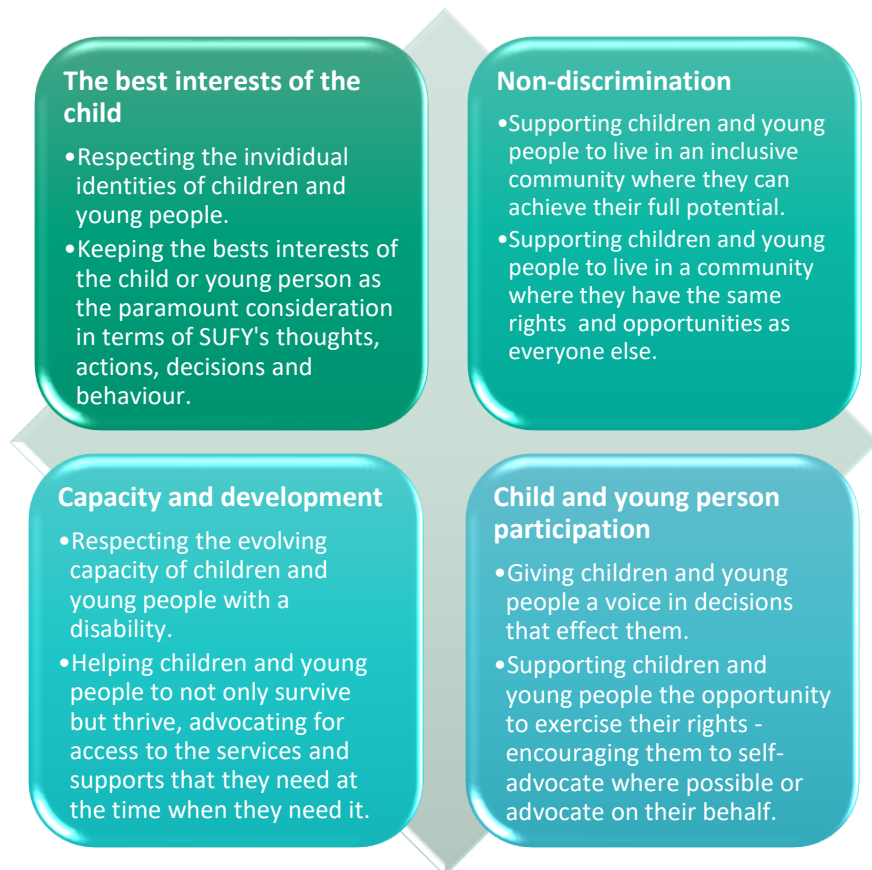 The best interests of the
child
•Respecting the invididual
identities of children and
young people.
•Keeping the bests interests of
the child or young person as
the paramount consideration
in terms of SUFY's thoughts,
actions, decisions and
behaviour.
Non-discrimination
•Supporting children and young
people to live in an inclusive
community where they can
achieve their full potential.
•Supporting children and young
people to live in a community
where they have the same
rights and opportunities as
everyone else.
Capacity and development
•Respecting the evolving
capacity of children and
young people with a
disability.
•Helping children and young
people to not only survive
but thrive, advocating for
access to the services and
supports that they need at
the time when they need it.
Child and young person
participation
•Giving children and young
people a voice in decisions
that effect them.
•Supporting children and
young people the opportunity
to exercise their rights -
encouraging them to self-
advocate where possible or
advocate on their behalf.